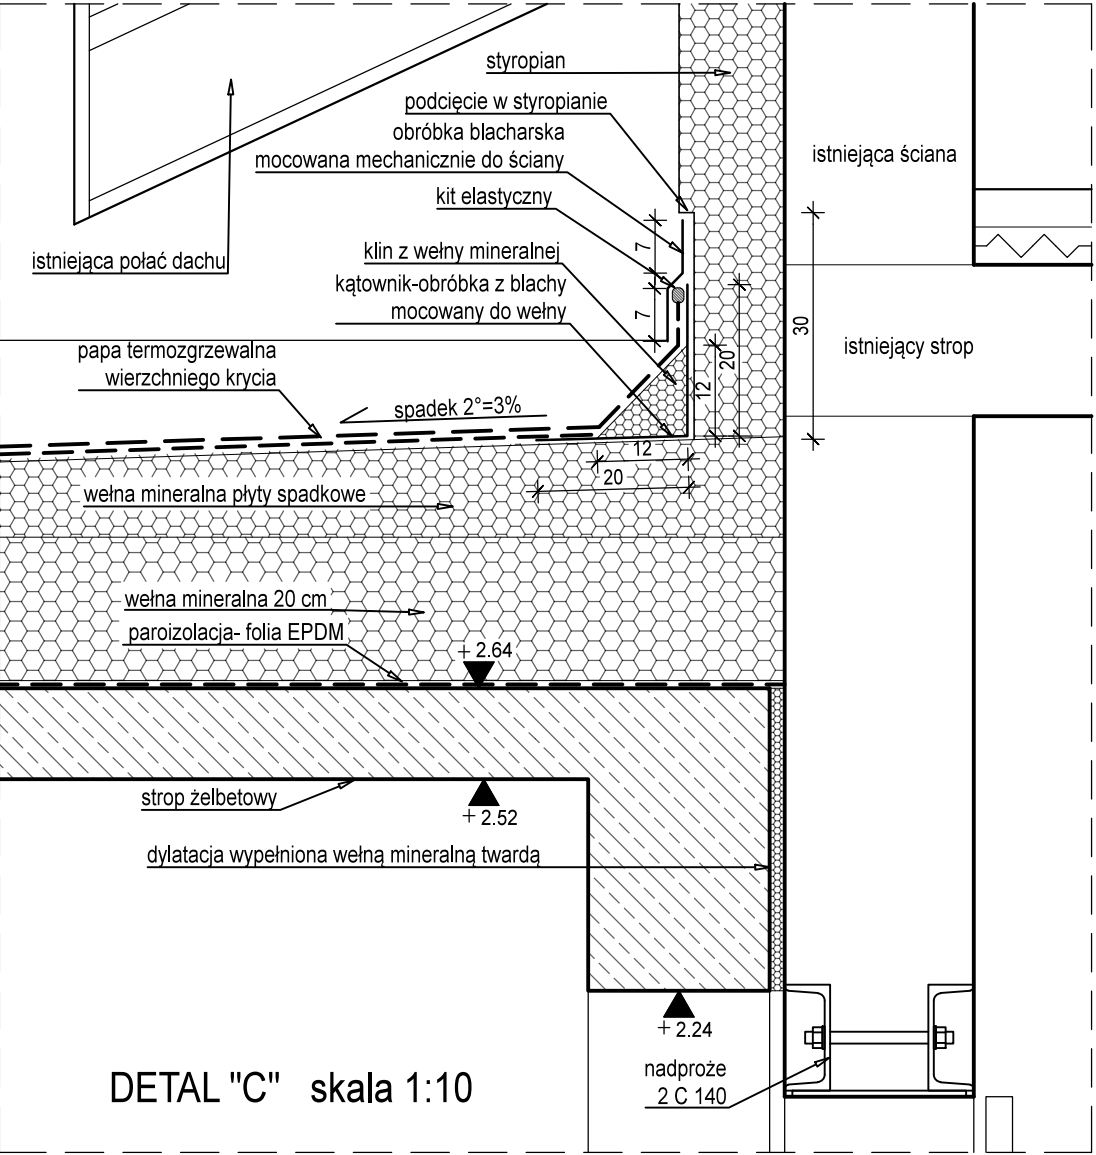 styropian
podcięcie w styropianie
obróbka blacharska
mocowana mechanicznie do ściany
kit elastyczny
istniejąca ściana
istniejąca połać dachu
klin z wełny mineralnej
kątownik-obróbka z blachy
mocowany do wełny
7
7
30
istniejący strop
papa termozgrzewalna
wierzchniego krycia
20
12
spadek 2°=3%
12
20
wełna mineralna płyty spadkowe
wełna mineralna 20 cm
paroizolacja- folia EPDM
+ 2.64
strop żelbetowy
+ 2.52
dylatacja wypełniona wełną mineralną twardą
+ 2.24
nadproże
2 C 140
DETAL "C" skala 1:10